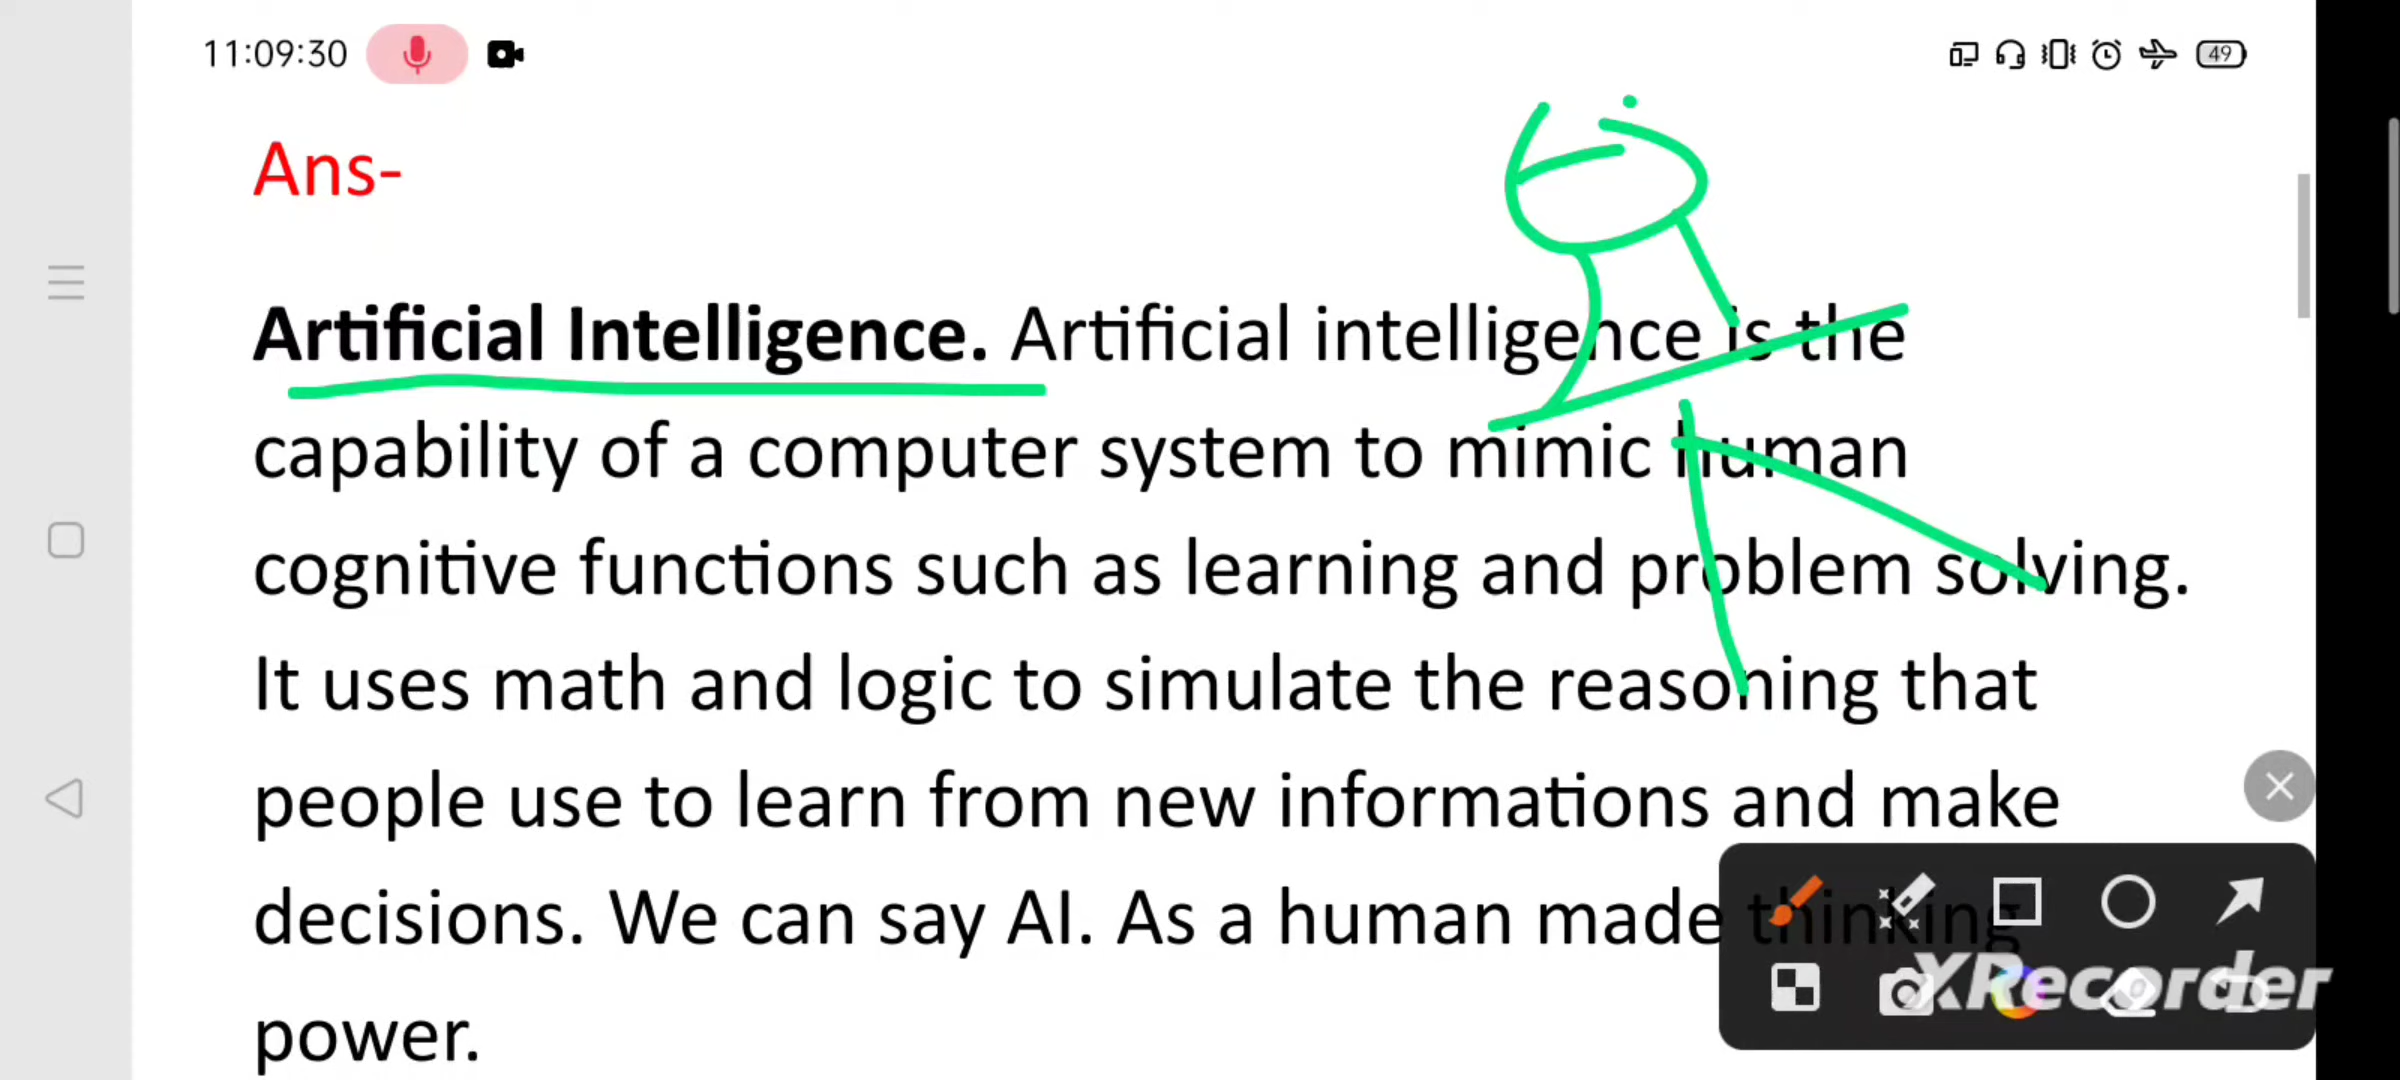 11:09:30
49
Ans-
Artificial Intelligence. Artificial intelligence is the
capability of a computer system to mimic human
cognitive functions such as learning and problem solving.
It uses math and logic to simulate the reasoning that
people use to learn from new informations and make
decisions. We can say AI. As a human made thinking
power.
XRecorder